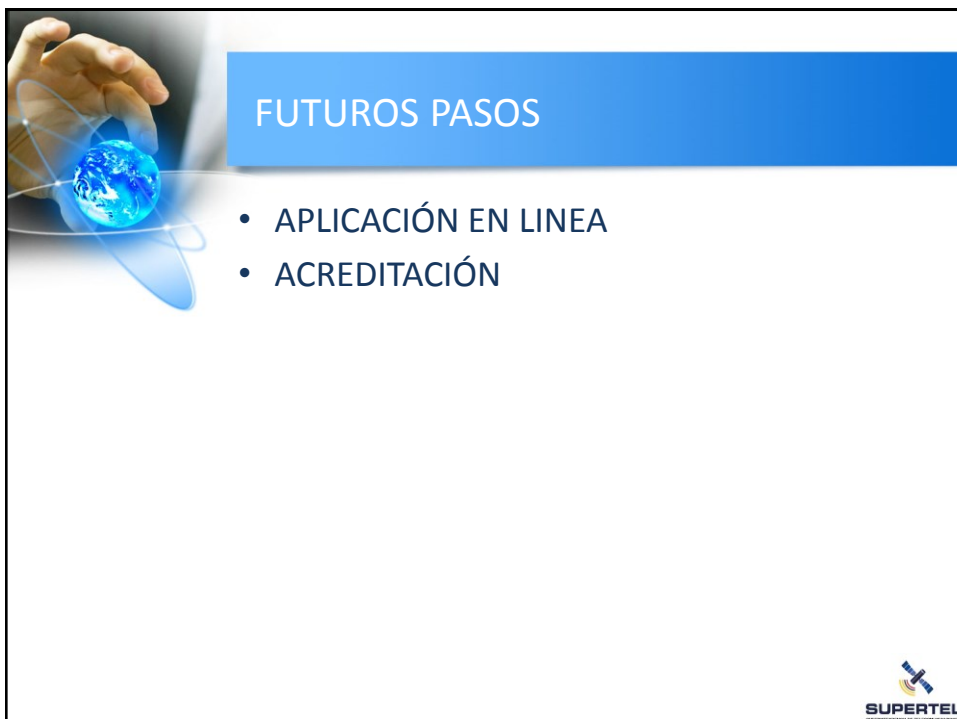 FUTUROS PASOS
• APLICACIÓN EN LINEA
• ACREDITACIÓN
SUPERTEL